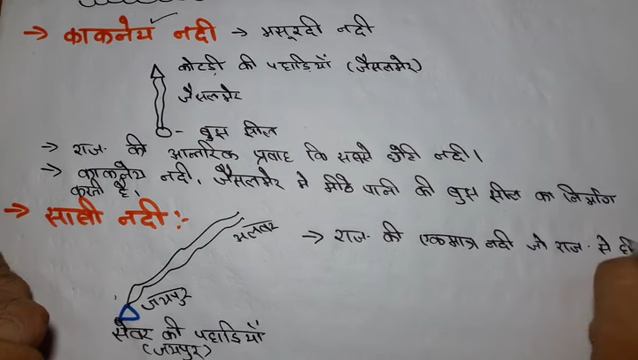 → काकनेय नदी → मसूरदी नदी
कोटड़ी की पहाड़ियाँ (जैसलमेर)
जैसलमेर
- बुझ झील
→ राज. की आन्तरिक प्रवाह कि सबसे छोटी नदी।
→ काकनेय नदी, जैसलमेर मे मीठे पानी की बुझ झील का निर्माण
करती है।
→ साबी नदी :-
अलवर
→ राज. की एकमात्र नदी जो राज. से
जयपुर
सेवर की पहाड़ियाँ
(जयपुर)